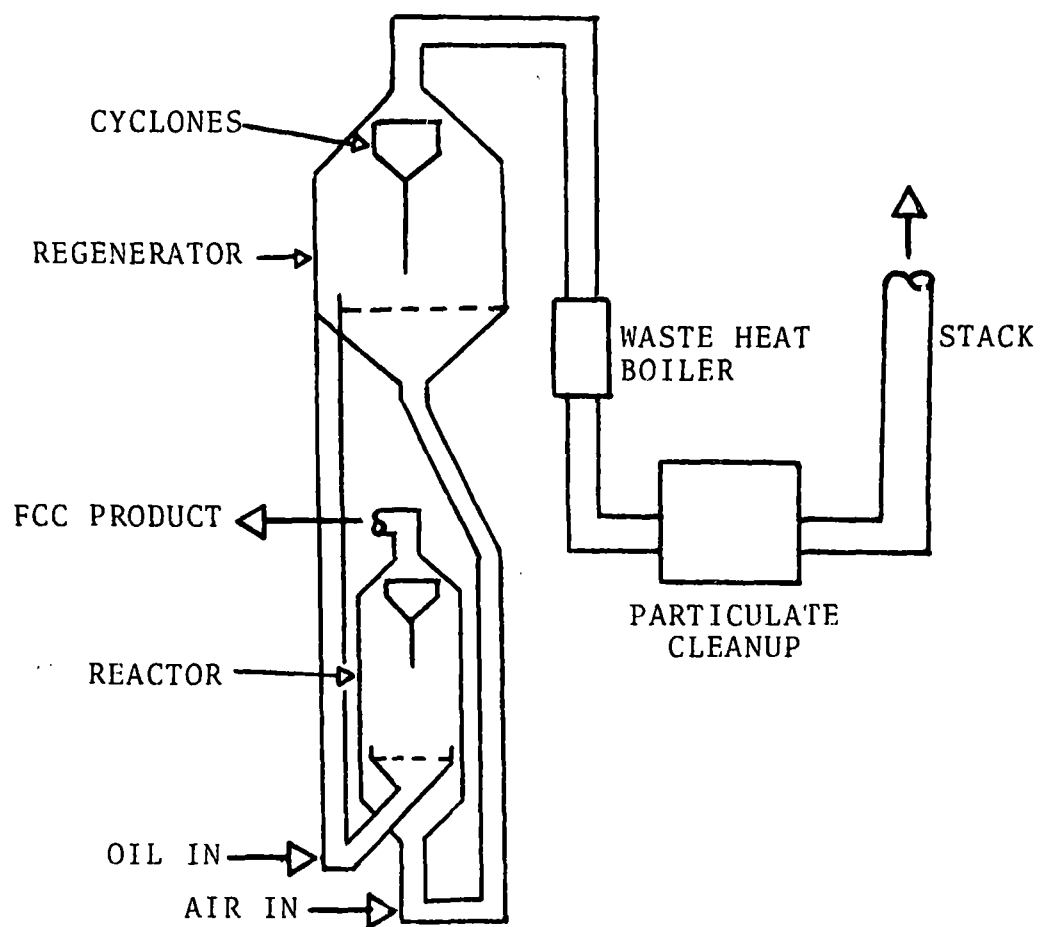 CYCLONES
REGENERATOR
WASTE HEAT
BOILER
STACK
FCC PRODUCT
PARTICULATE
CLEANUP
REACTOR
OIL IN
AIR IN